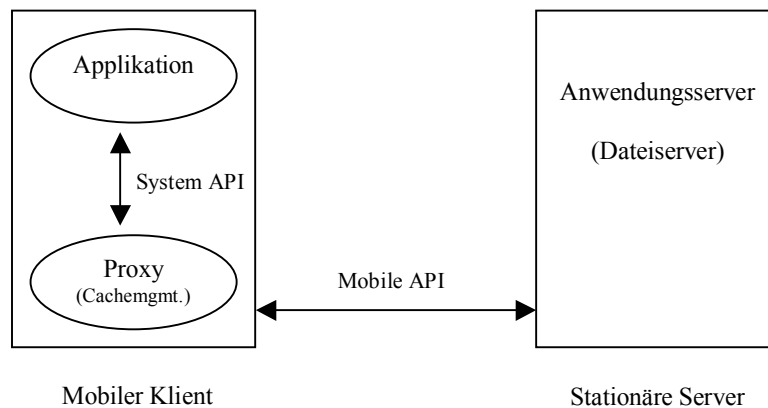 Applikation
System API
Proxy
(Cachemgmt.)
Mobile API
Anwendungsserver
(Dateiserver)
Mobiler Klient
Stationäre Server